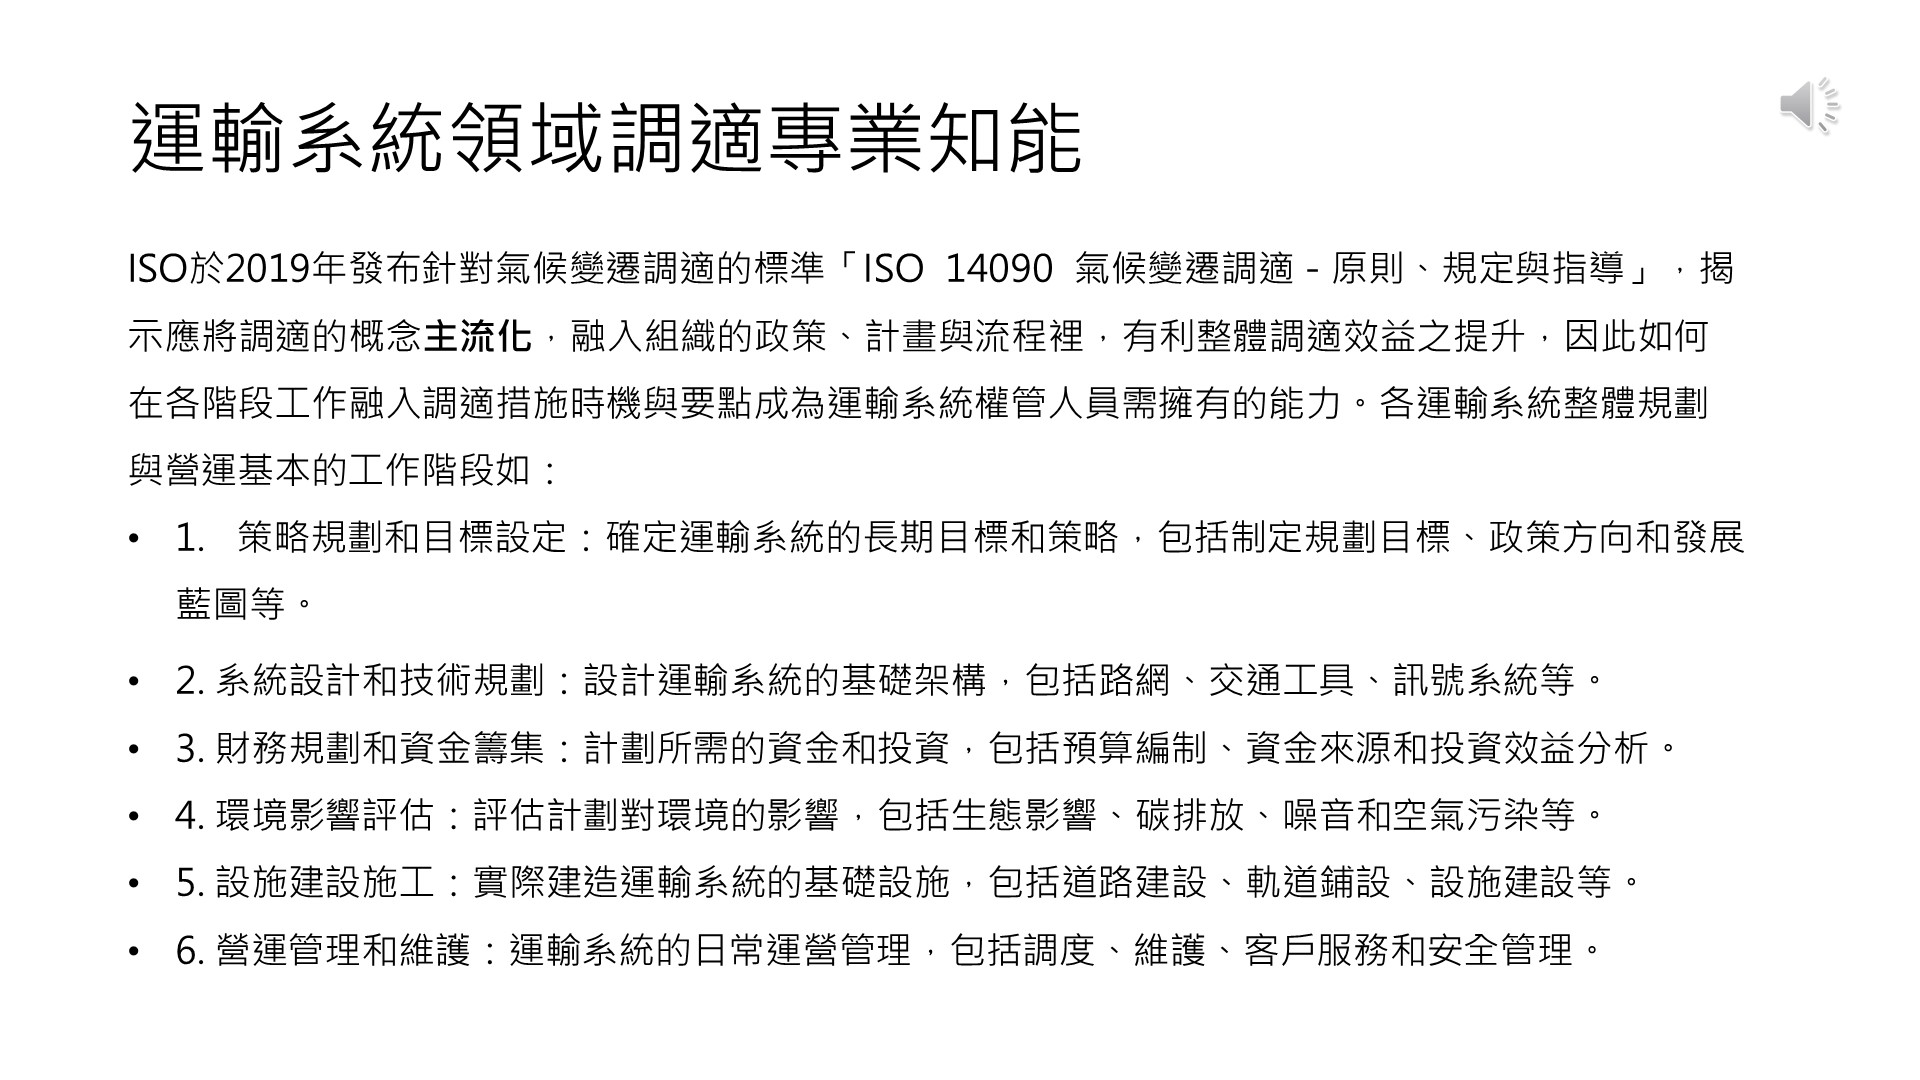 運輸系統領域調適專業知能
ISO於2019年發布針對氣候變遷調適的標準「ISO 14090 氣候變遷調適 - 原則、規定與指導」，揭
示應將調適的概念主流化，融入組織的政策、計畫與流程裡，有利整體調適效益之提升，因此如何
在各階段工作融入調適措施時機與要點成為運輸系統權管人員需擁有的能力。各運輸系統整體規劃
與營運基本的工作階段如：
• 1. 策略規劃和目標設定：確定運輸系統的長期目標和策略，包括制定規劃目標、政策方向和發展
藍圖等。
• 2. 系統設計和技術規劃：設計運輸系統的基礎架構，包括路網、交通工具、訊號系統等。
• 3. 財務規劃和資金籌集：計劃所需的資金和投資，包括預算編制、資金來源和投資效益分析。
• 4. 環境影響評估：評估計劃對環境的影響，包括生態影響、碳排放、噪音和空氣污染等。
• 5. 設施建設施工：實際建造運輸系統的基礎設施，包括道路建設、軌道鋪設、設施建設等。
• 6. 營運管理和維護：運輸系統的日常運營管理，包括調度、維護、客戶服務和安全管理。